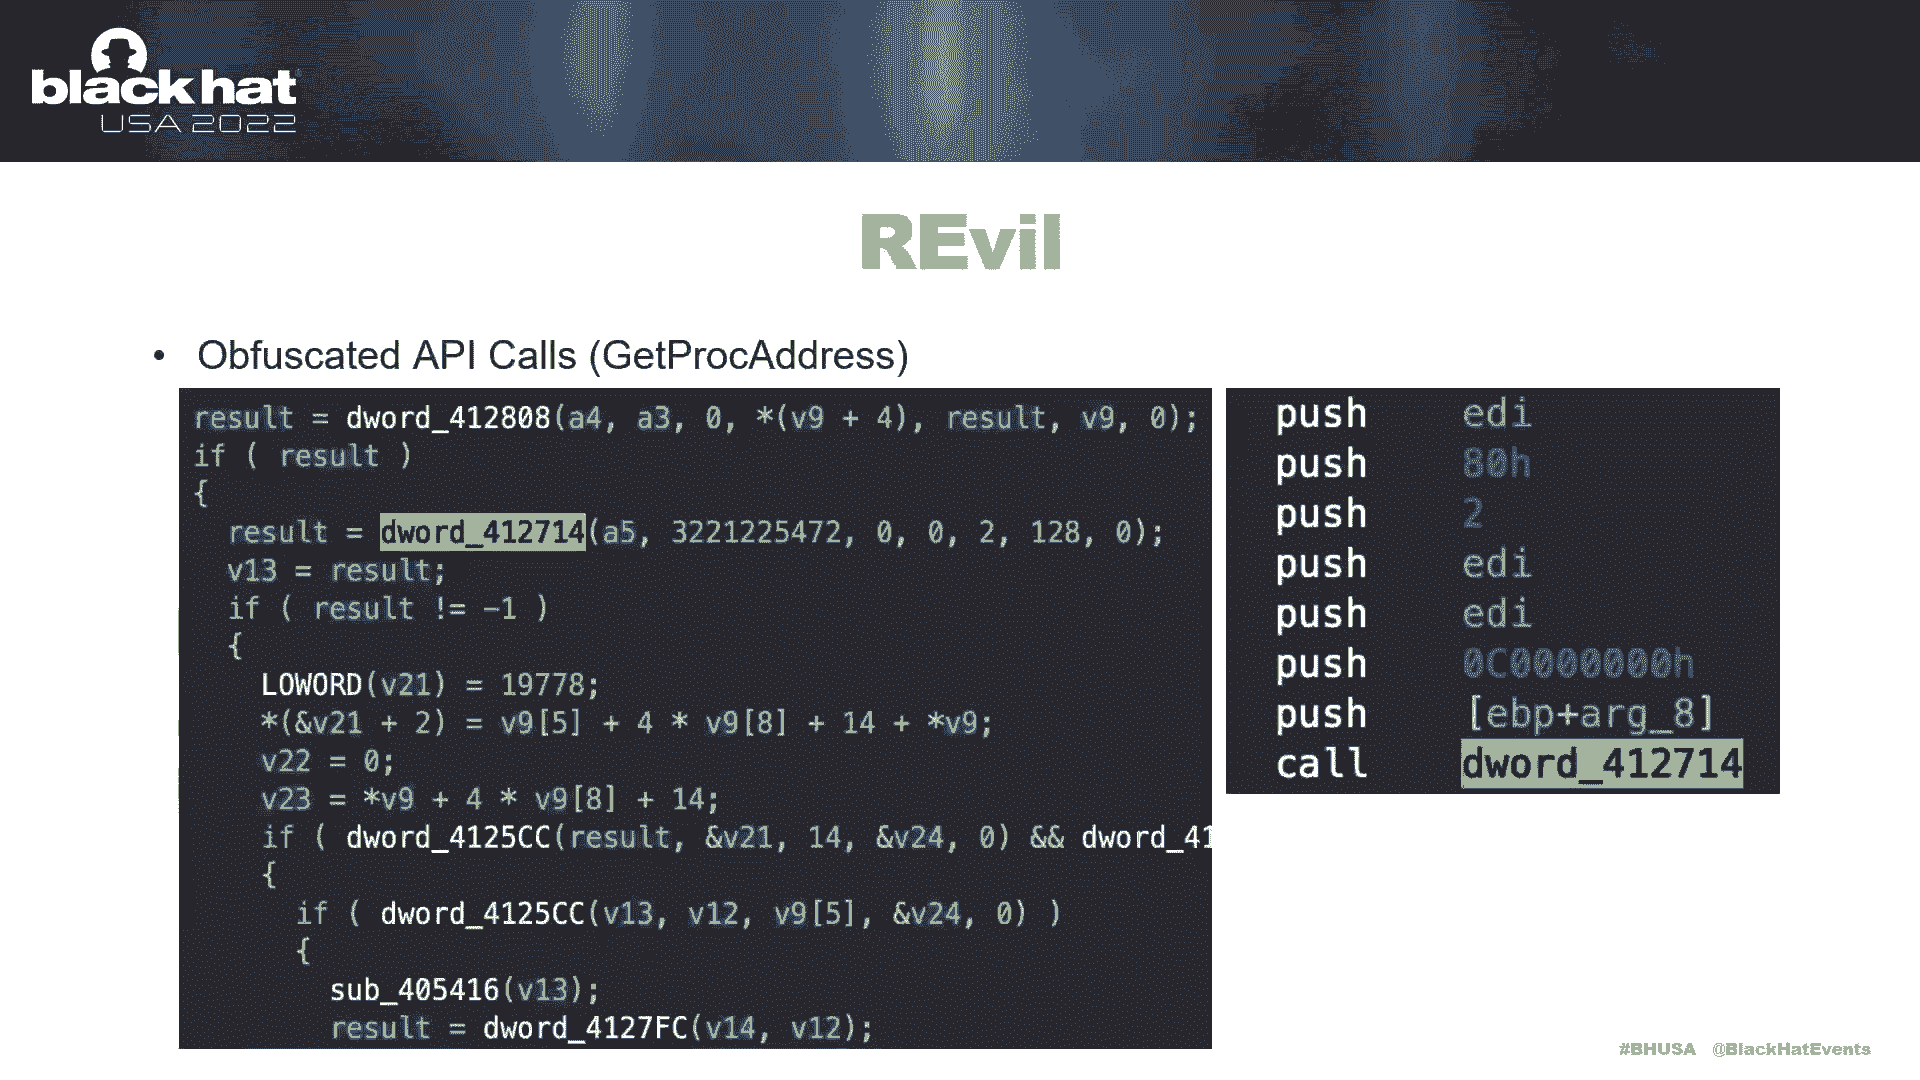 black hat
USA 2022
REvil
• Obfuscated API Calls (GetProcAddress)
result = dword_412808(a4, a3, 0, *(v9 + 4), result, v9, 0);
if ( result )
{
result = dword_412714(a5, 3221225472, 0, 0, 2, 128, 0);
v13 = result;
if ( result != -1 )
{
LOWORD(v21) = 19778;
*(&v21 + 2) = v9[5] + 4 * v9[8] + 14 + *v9;
v22 = 0;
v23 = *v9 + 4 * v9[8] + 14;
if ( dword_4125CC(result, &v21, 14, &v24, 0) && dword_41
{
if ( dword_4125CC(v13, v12, v9[5], &v24, 0) )
{
sub_405416(v13);
result = dword_4127FC(v14, v12);
push edi
push 80h
push 2
push edi
push edi
push 0C0000000h
push [ebp+arg_8]
call dword_412714
#BHUSA @BlackHatEvents